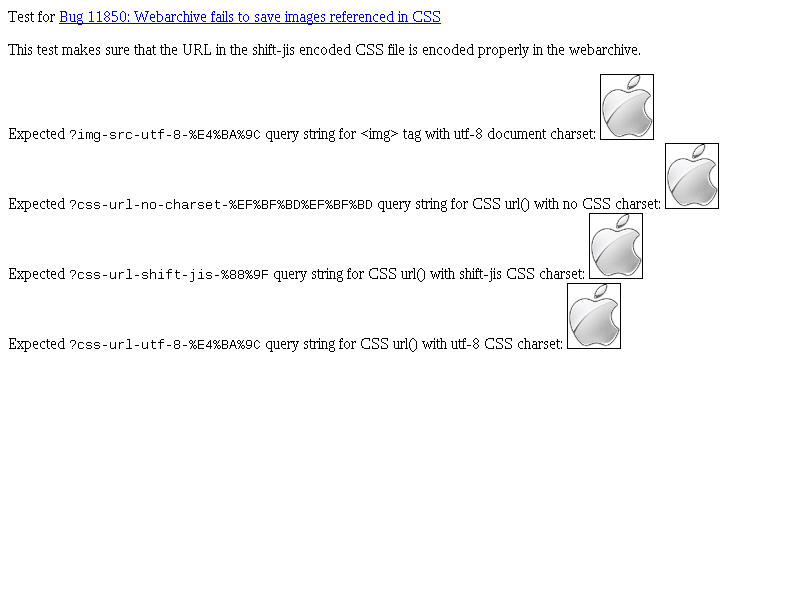 Test for Bug 11850: Webarchive fails to save images referenced in CSS
This test makes sure that the URL in the shift-jis encoded CSS file is encoded properly in the webarchive.
Expected ?img-src-utf-8-%E4%BA%9C query string for <img> tag with utf-8 document charset:
Expected ?css-url-no-charset-%EF%BF%BD%EF%BF%BD query string for CSS url() with no CSS charset:
Expected ?css-url-shift-jis-%88%9F query string for CSS url() with shift-jis CSS charset:
Expected ?css-url-utf-8-%E4%BA%9C query string for CSS url() with utf-8 CSS charset: